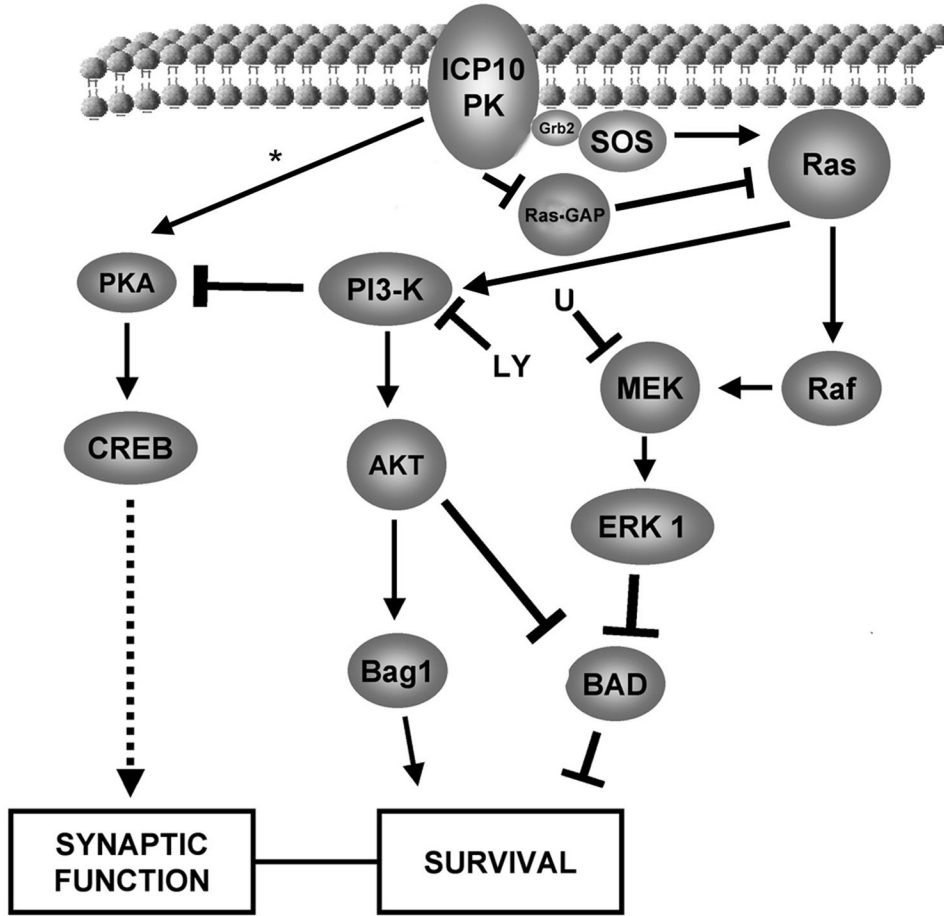 ICP10
PK
Grb2
SOS
Ras
*
Ras-GAP
PKA
PI3-K
U
LY
MEK
Raf
CREB
AKT
ERK 1
Bag1
BAD
SYNAPTIC
FUNCTION
SURVIVAL